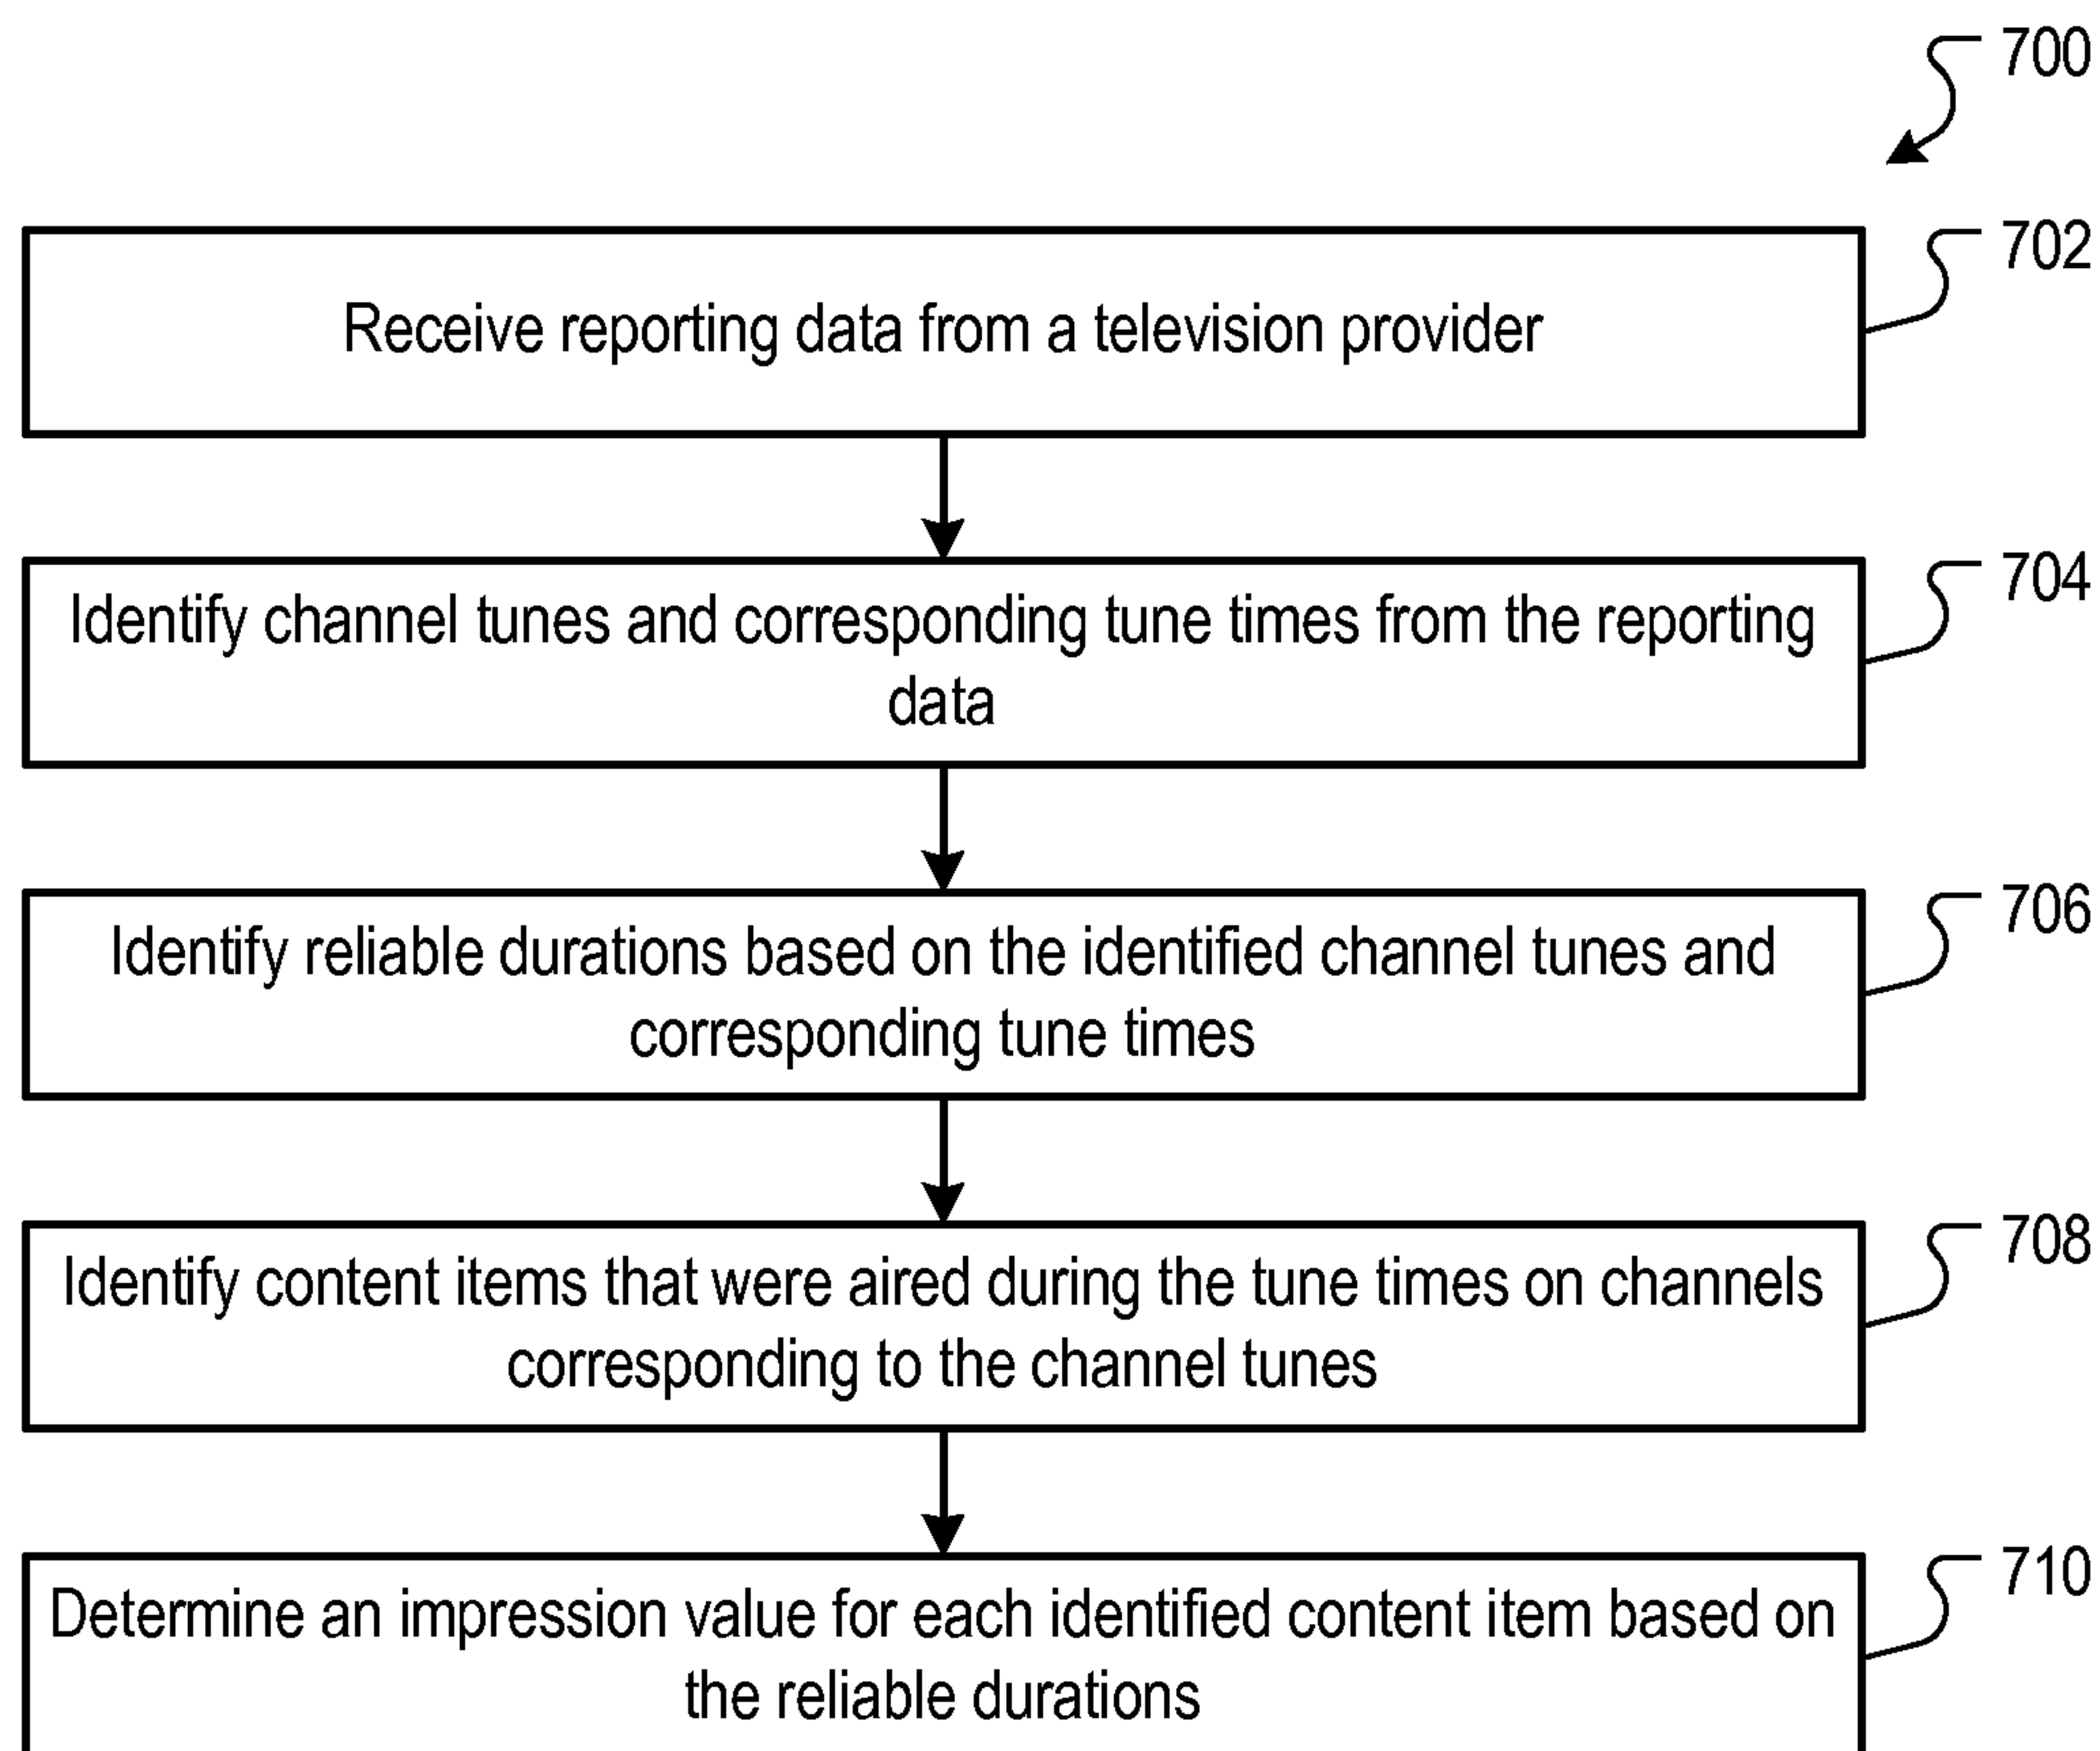 700
702
Receive reporting data from a television provider
704
Identify channel tunes and corresponding tune times from the reporting
data
706
Identify reliable durations based on the identified channel tunes and
corresponding tune times
708
Identify content items that were aired during the tune times on channels
corresponding to the channel tunes
710
Determine an impression value for each identified content item based on
the reliable durations